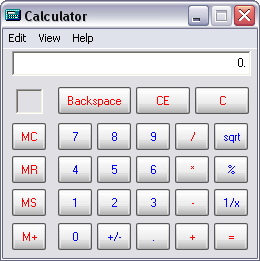 Calculator
Edit View Help
0.
Backspace CE C
MC 7 8 9 / sqrt
MR 4 5 6 * %
MS 1 2 3 - 1/x
M+ 0 +/- . + =